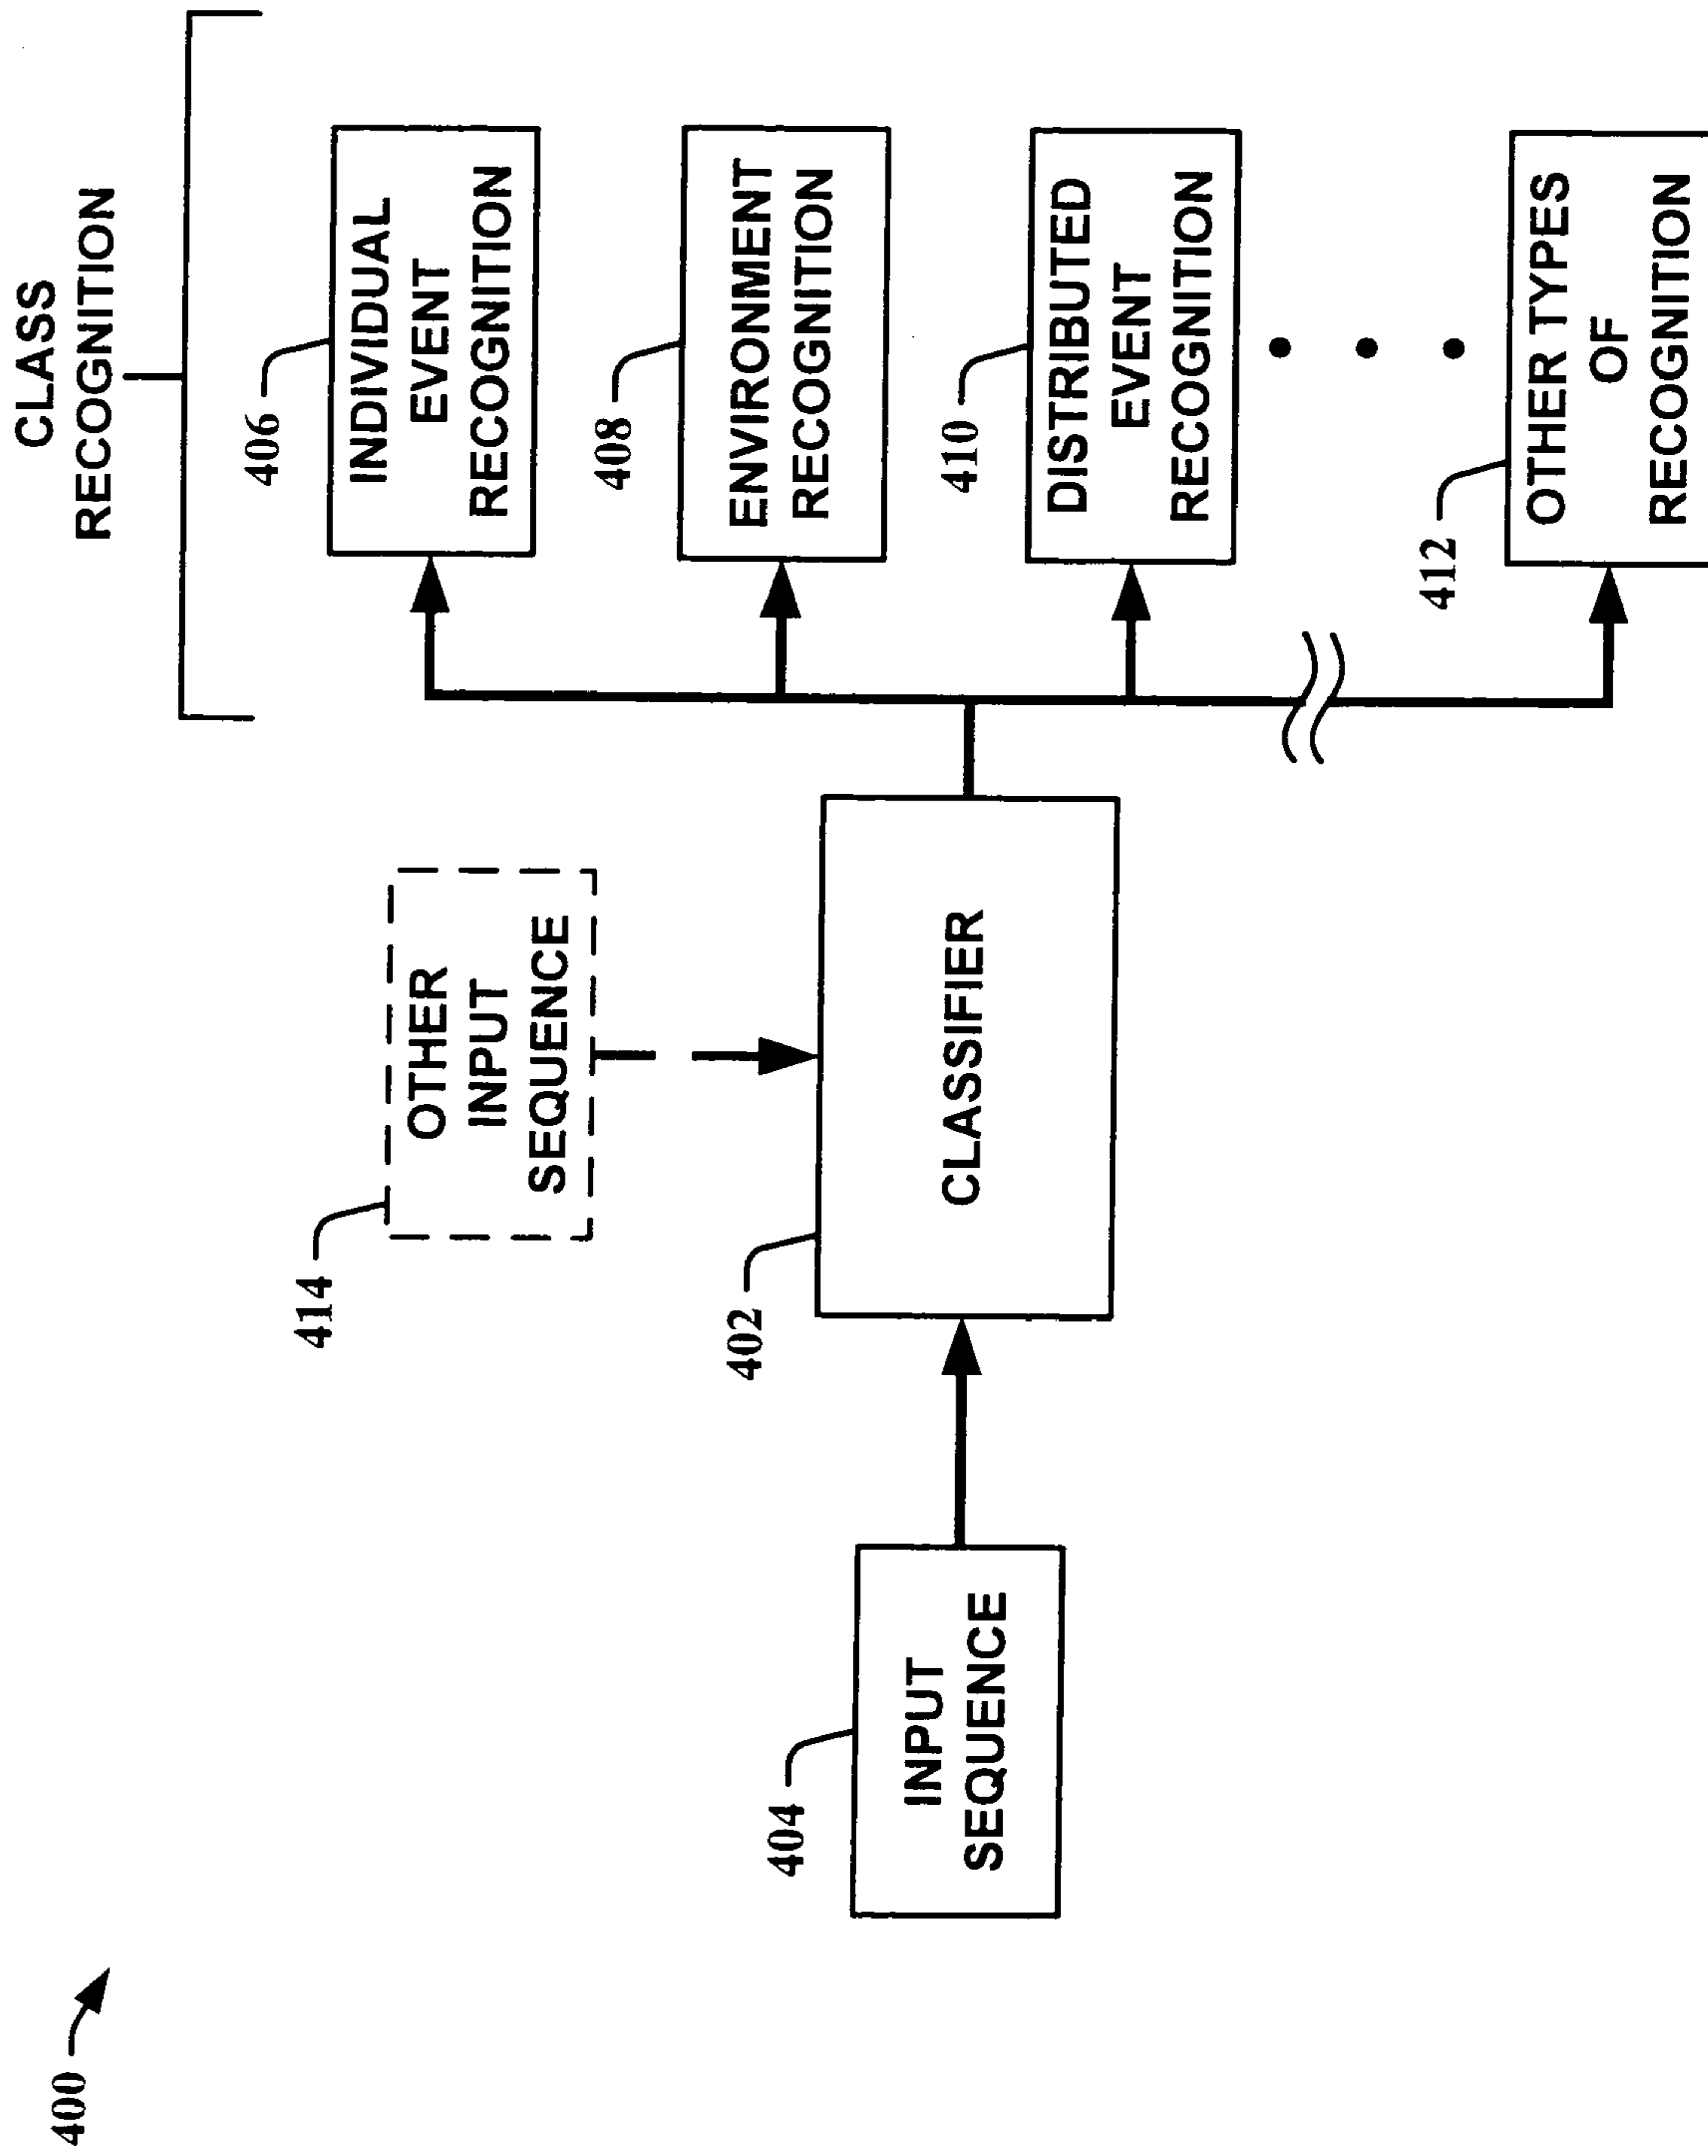 400
CLASS
RECOGNITION
414
OTHER
INPUT
SEQUENCE
404
INPUT
SEQUENCE
402
CLASSIFIER
406
INDIVIDUAL
EVENT
RECOGNITION
408
ENVIRONMENT
RECOGNITION
410
DISTRIBUTED
EVENT
RECOGNITION
412
OTHER TYPES
OF
RECOGNITION